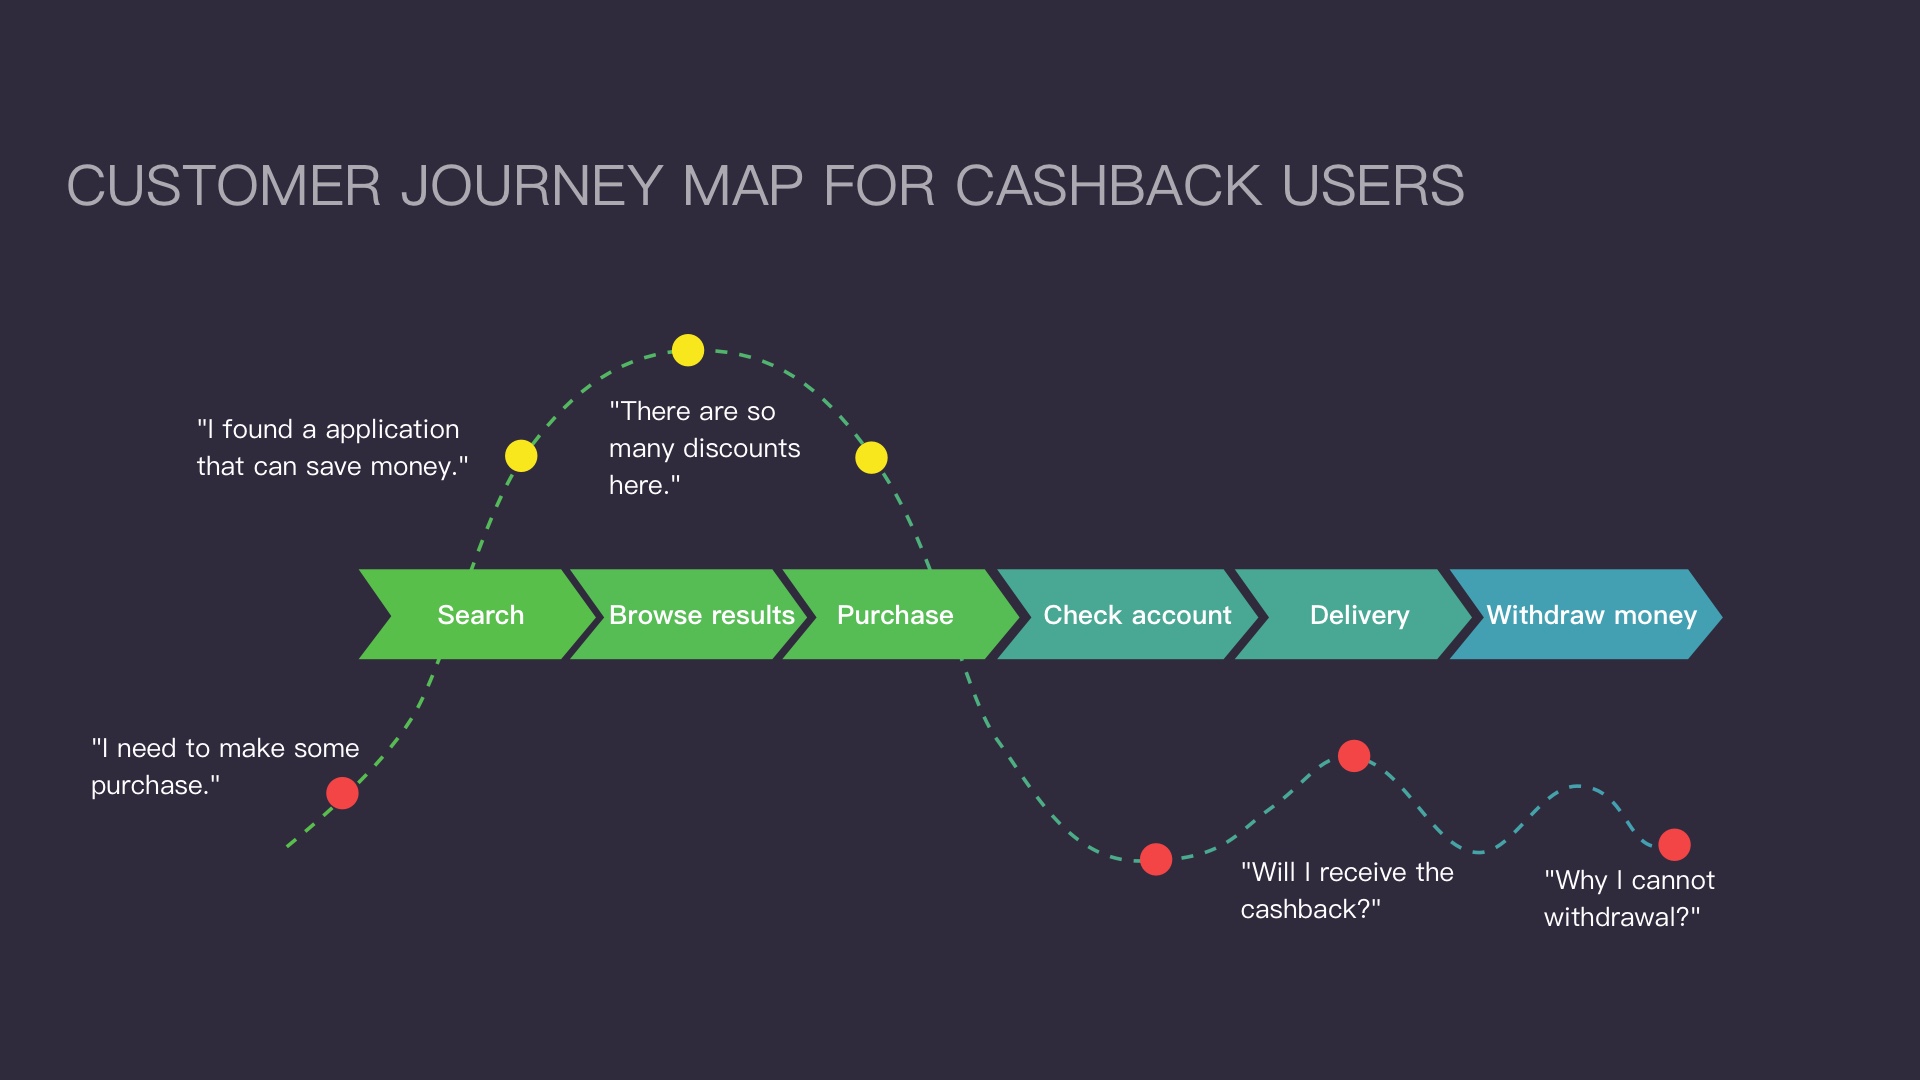 CUSTOMER JOURNEY MAP FOR CASHBACK USERS
"I found a application
that can save money."
"There are so
many discounts
here."
Search
Browse results
Purchase
Check account
Delivery
Withdraw money
"I need to make some
purchase."
"Will I receive the
cashback?"
"Why I cannot
withdrawal?"